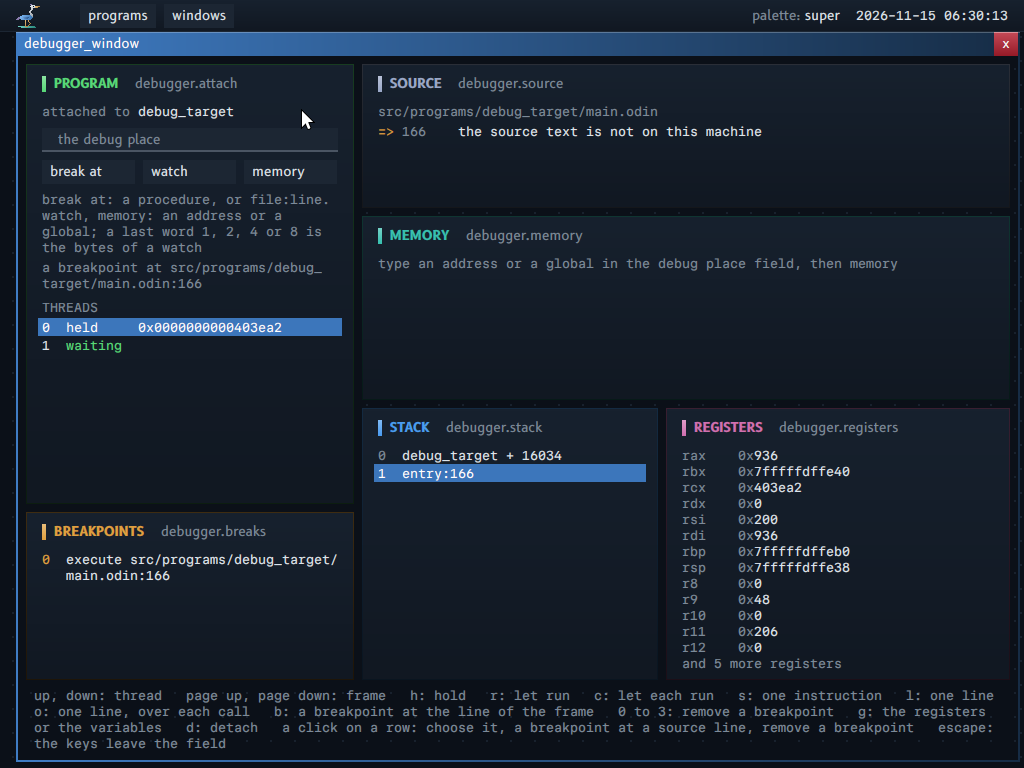 programs windows palette: super 2026-11-15 06:30:13
debugger_window x
PROGRAM debugger.attach
attached to debug_target
the debug place
break at watch memory
break at: a procedure, or file:line.
watch, memory: an address or a
global; a last word 1, 2, 4 or 8 is
the bytes of a watch
a breakpoint at src/programs/debug_
target/main.odin:166
THREADS
0 held 0x0000000000403ea2
1 waiting
BREAKPOINTS debugger.breaks
0 execute src/programs/debug_target/
main.odin:166
SOURCE debugger.source
src/programs/debug_target/main.odin
=> 166 the source text is not on this machine
MEMORY debugger.memory
type an address or a global in the debug place field, then memory
STACK debugger.stack
0 debug_target + 16034
1 entry:166
REGISTERS debugger.registers
rax 0x936
rbx 0x7fffffdffe40
rcx 0x403ea2
rdx 0x0
rsi 0x200
rdi 0x936
rbp 0x7fffffdffeb0
rsp 0x7fffffdffe38
r8 0x0
r9 0x48
r10 0x0
r11 0x206
r12 0x0
and 5 more registers
up, down: thread page up, page down: frame h: hold r: let run c: let each run s: one instruction l: one line
o: one line, over each call b: a breakpoint at the line of the frame 0 to 3: remove a breakpoint g: the registers
or the variables d: detach a click on a row: choose it, a breakpoint at a source line, remove a breakpoint escape:
the keys leave the field